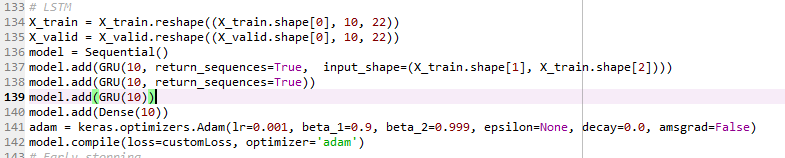 133 # LSTM
134 X_train = X_train.reshape((X_train.shape[0], 10, 22))
135 X_valid = X_valid.reshape((X_valid.shape[0], 10, 22))
136 model = Sequential()
137 model.add(GRU(10, return_sequences=True,  input_shape=(X_train.shape[1], X_train.shape[2])))
138 model.add(GRU(10, return_sequences=True))
139 model.add(GRU(10))
140 model.add(Dense(10))
141 adam = keras.optimizers.Adam(lr=0.001, beta_1=0.9, beta_2=0.999, epsilon=None, decay=0.0, amsgrad=False)
142 model.compile(loss=customLoss, optimizer='adam')
143 # Early stopping